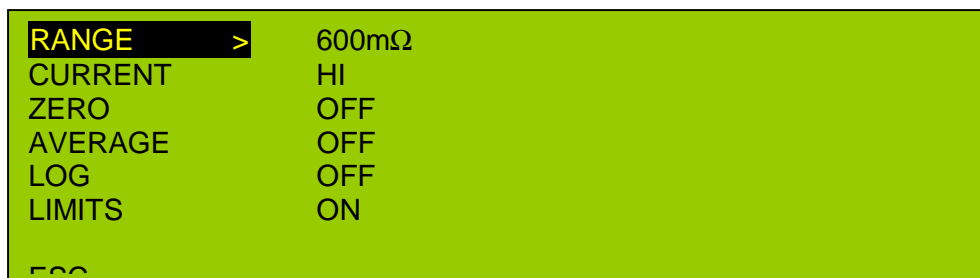 RANGE > 600mΩ
CURRENT HI
ZERO OFF
AVERAGE OFF
LOG OFF
LIMITS ON